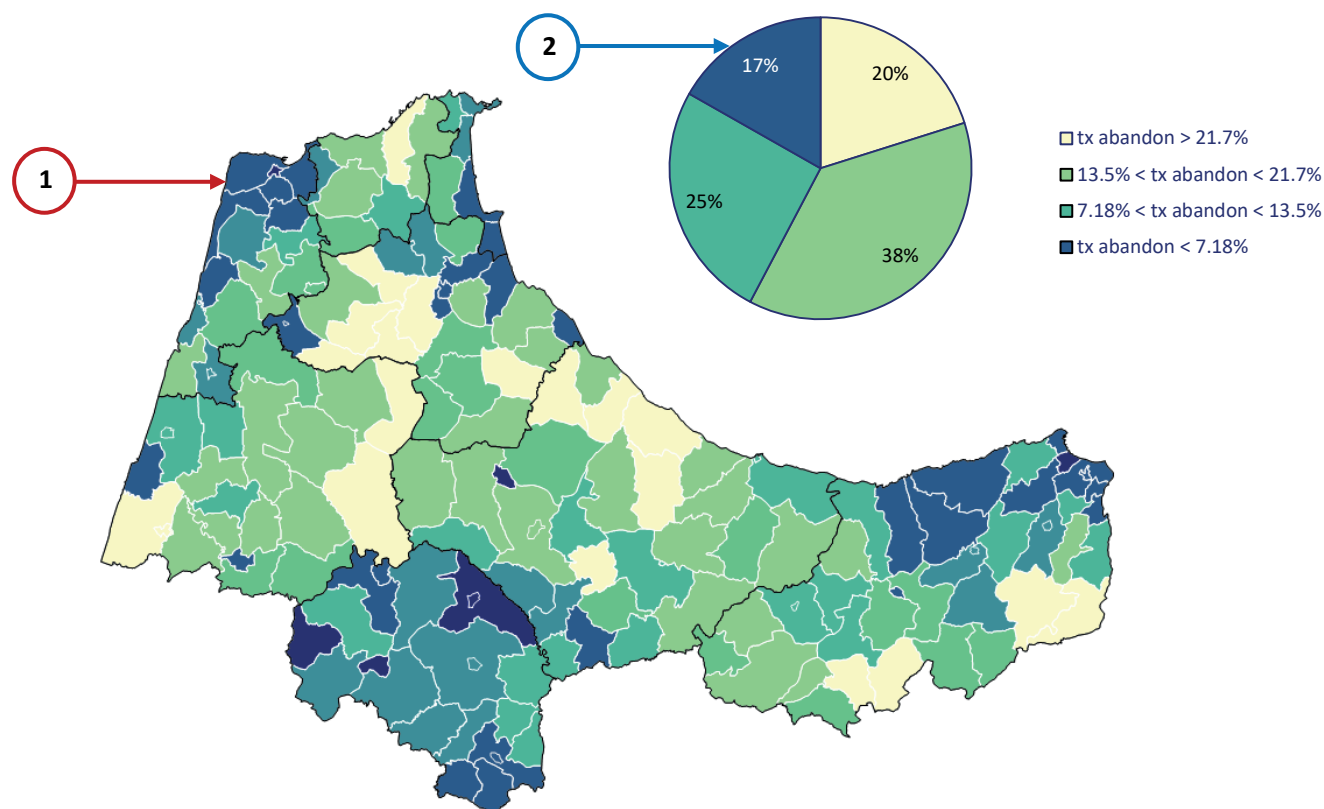 2
17%
20%
25%
38%
1
tx abandon > 21.7%
13.5% < tx abandon < 21.7%
7.18% < tx abandon < 13.5%
tx abandon < 7.18%